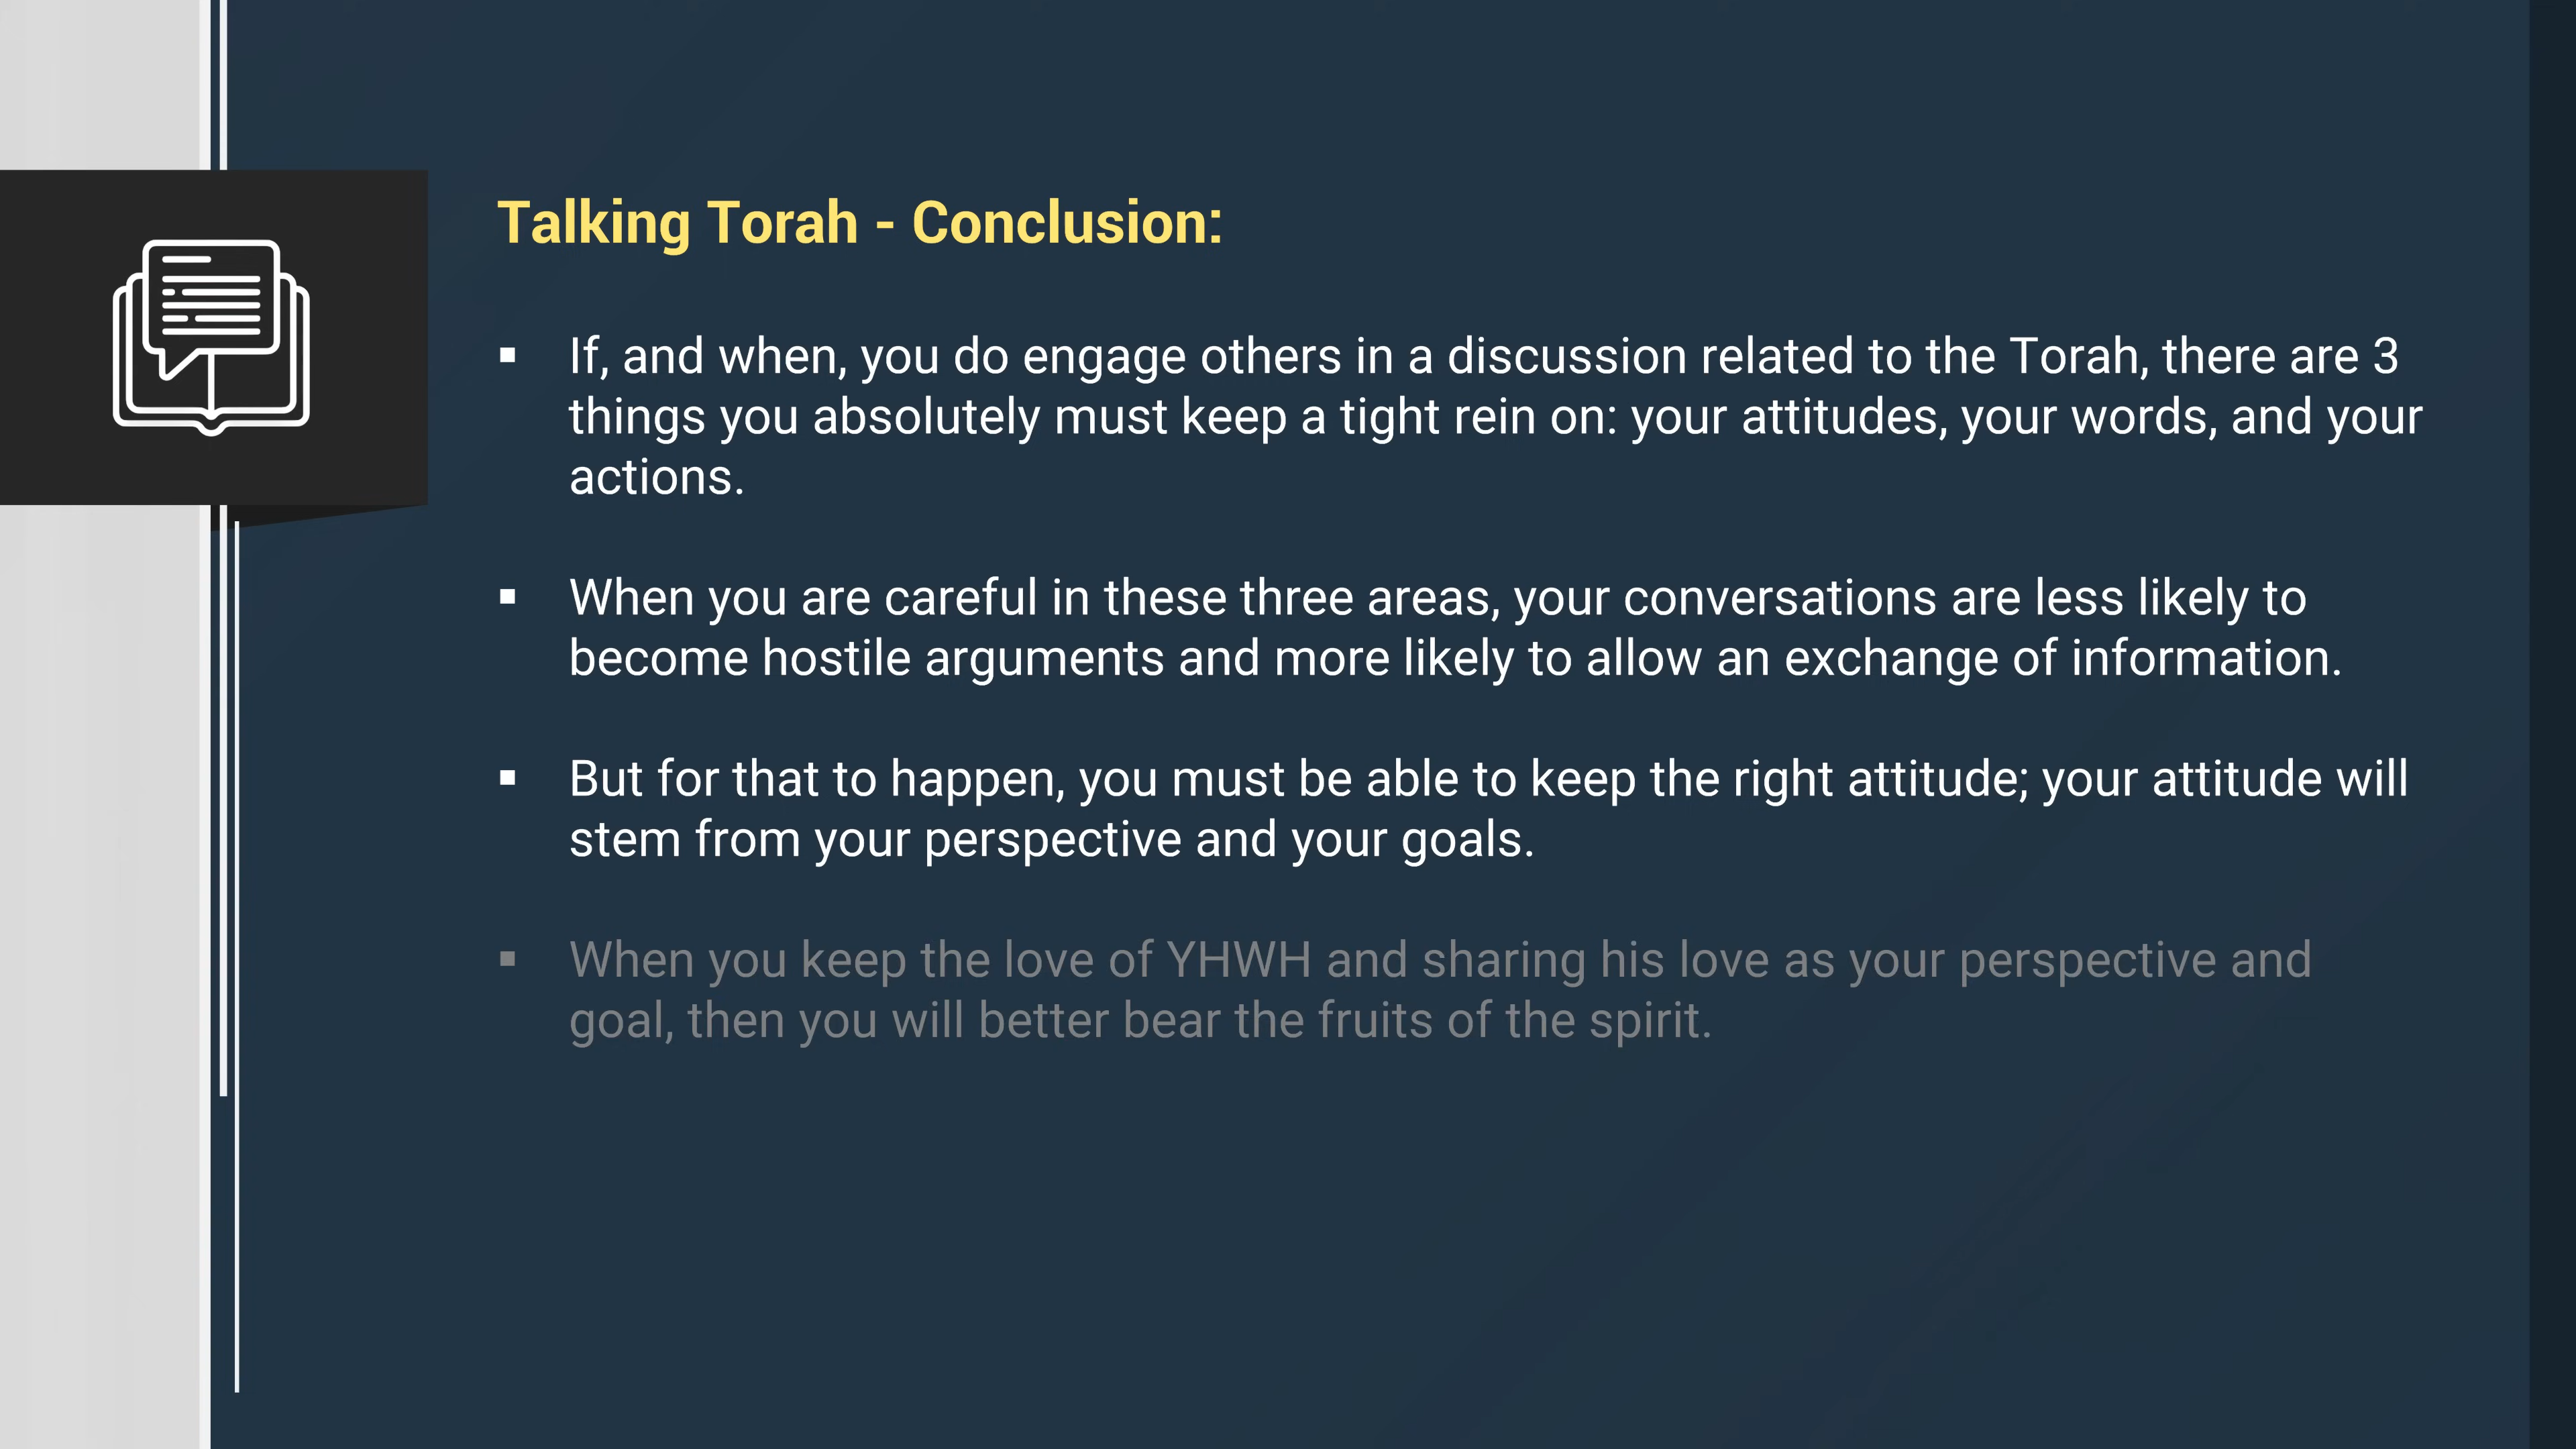 Talking Torah - Conclusion:
▪ If, and when, you do engage others in a discussion related to the Torah, there are 3
things you absolutely must keep a tight rein on: your attitudes, your words, and your
actions.
▪ When you are careful in these three areas, your conversations are less likely to
become hostile arguments and more likely to allow an exchange of information.
▪ But for that to happen, you must be able to keep the right attitude; your attitude will
stem from your perspective and your goals.
▪ When you keep the love of YHWH and sharing his love as your perspective and
goal, then you will better bear the fruits of the spirit.